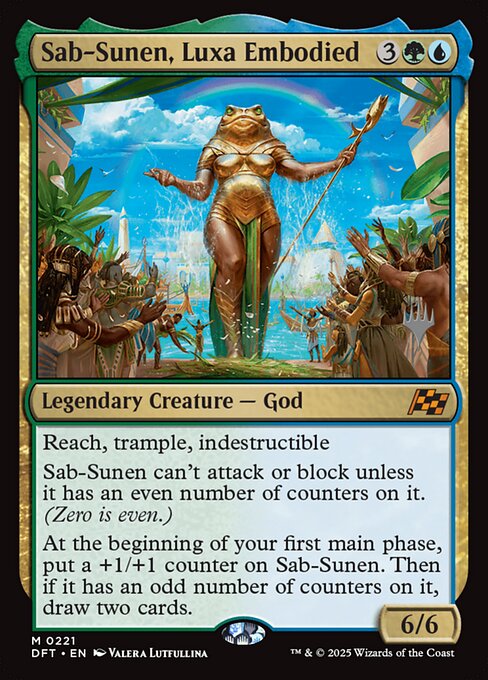 Sab-Sunen, Luxa Embodied 3
Legendary Creature — God
Reach, trample, indestructible
Sab-Sunen can't attack or block unless
it has an even number of counters on it.
(Zero is even.)
At the beginning of your first main phase,
put a +1/+1 counter on Sab-Sunen. Then
if it has an odd number of counters on it,
draw two cards.
6/6
M 0221
DFT • EN Valera Lutfullina
™ & © 2025 Wizards of the Coast